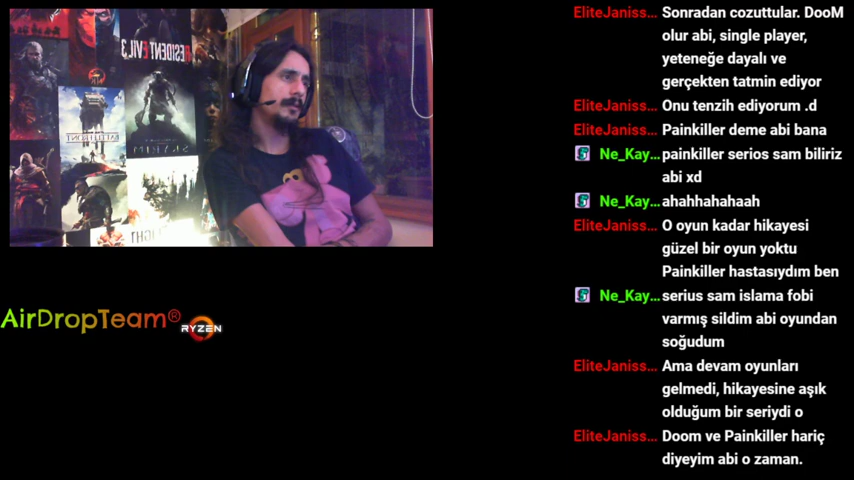 RESIDENT EVIL 3
BATTLEFRONT
SKYRIM
LIGHT
AirDropTeam®
RYZEN
EliteJaniss... Sonradan cozuttular. DooM
olur abi, single player,
yeteneğe dayalı ve
gerçekten tatmin ediyor
EliteJaniss... Onu tenzih ediyorum .d
EliteJaniss... Painkiller deme abi bana
Ne_Kay... painkiller serios sam biliriz
abi xd
Ne_Kay... ahahhahahaah
EliteJaniss... O oyun kadar hikayesi
güzel bir oyun yoktu
Painkiller hastasıydım ben
Ne_Kay... serius sam islama fobi
varmış sildim abi oyundan
soğudum
EliteJaniss... Ama devam oyunları
gelmedi, hikayesine aşık
olduğum bir seriydi o
EliteJaniss... Doom ve Painkiller hariç
diyeyim abi o zaman.